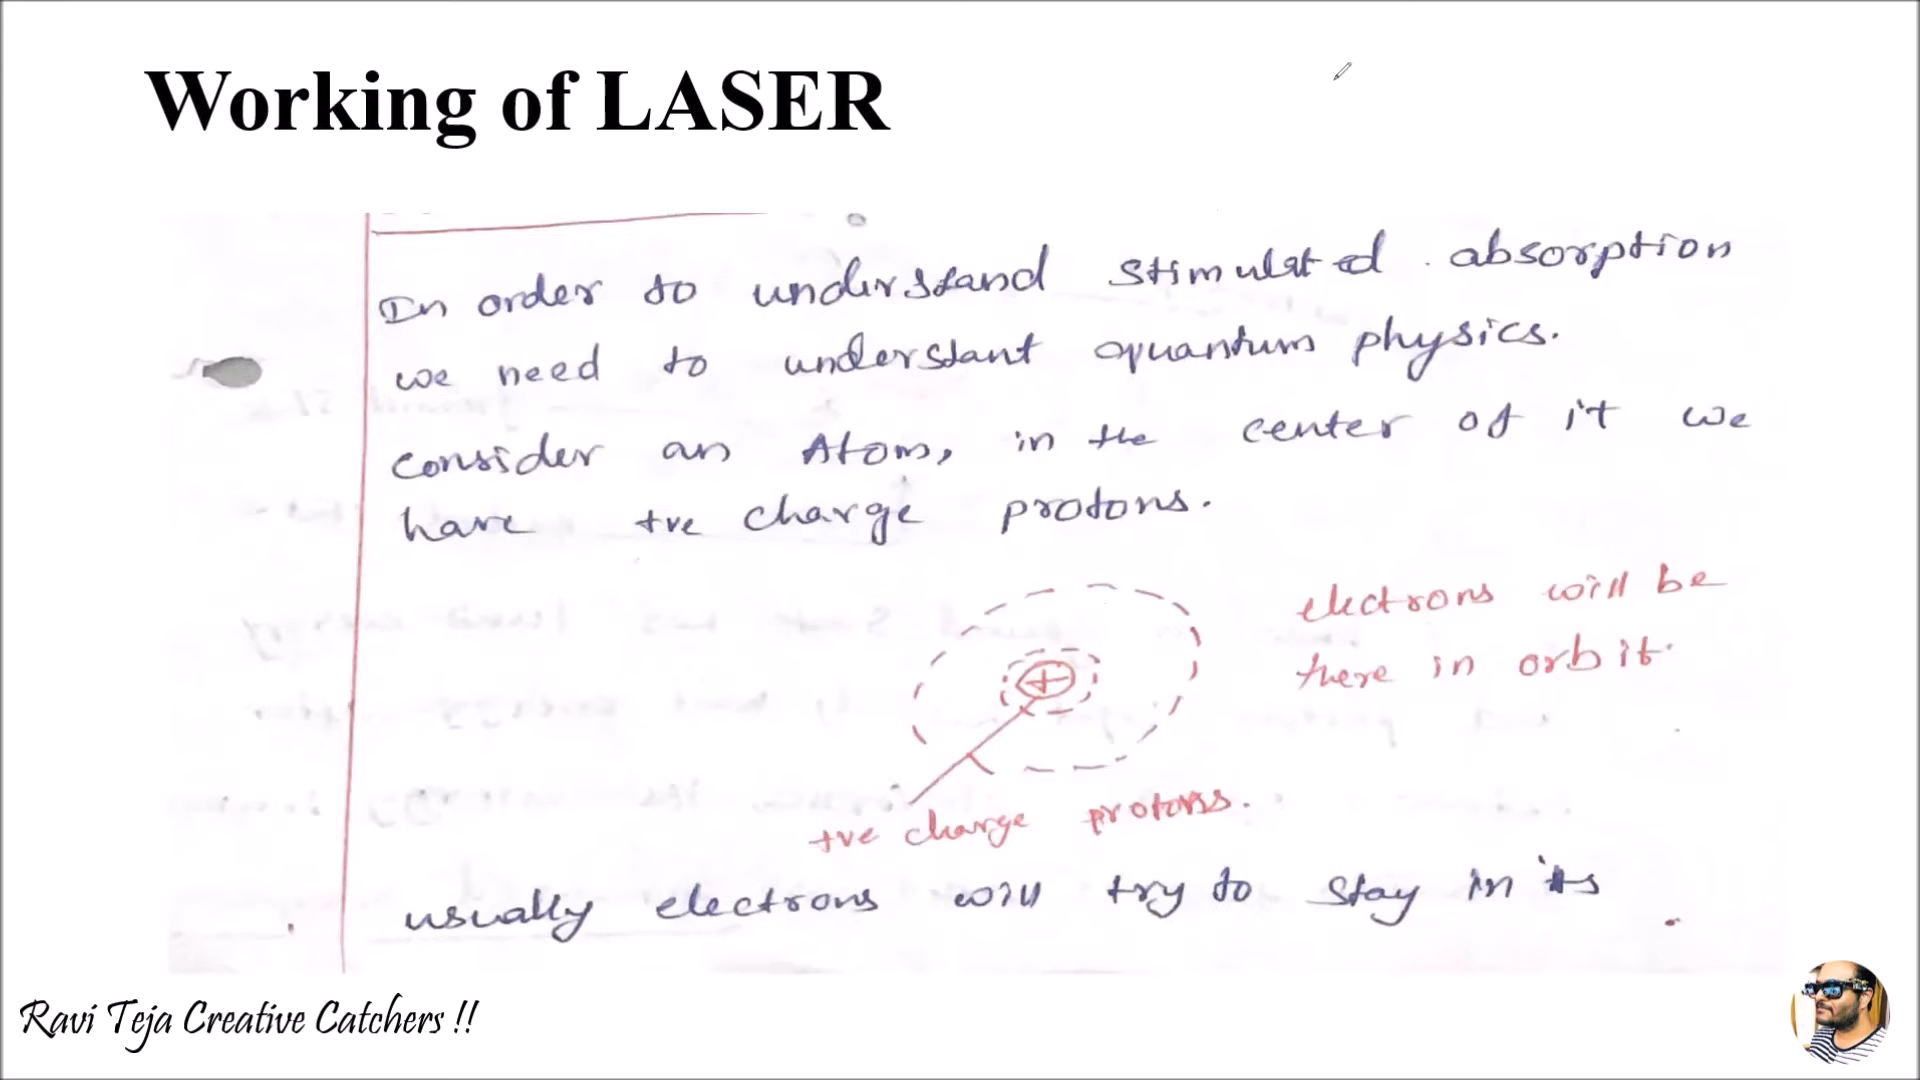 Working of LASER
In order to understand stimulated absorption
we need to understant quantum physics.
consider an Atom, in the center of it we
have +ve charge protons.
electrons will be
there in orbit.
+
+ve charge protons.
usually electrons will try to stay in its
Ravi Teja Creative Catchers !!